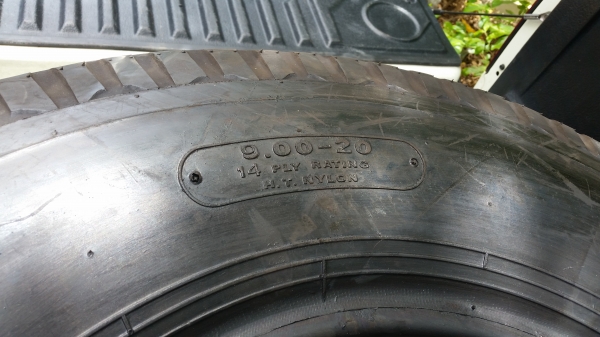 9.00-20
14 PLY RATING
H.T. NYLON